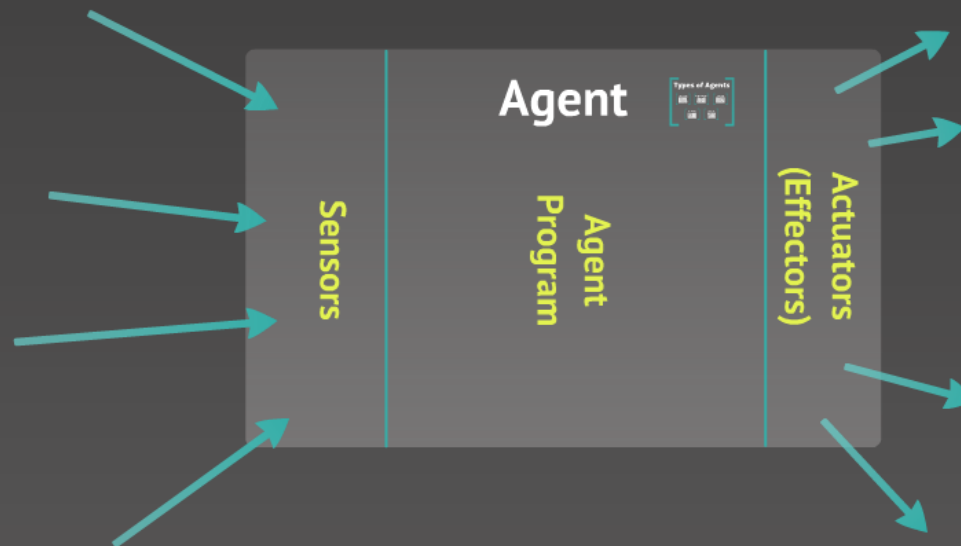 Agent
Types of Agents
Sensors
Agent
Program
Actuators
(Effectors)